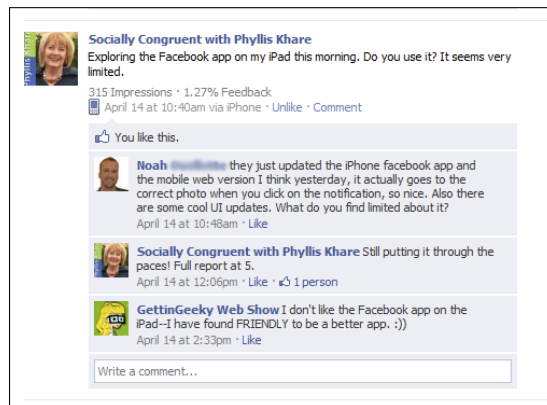 Phyllis Khare
Socially Congruent with Phyllis Khare
Exploring the Facebook app on my iPad this morning. Do you use it? It seems very
limited.
315 Impressions · 1.27% Feedback
April 14 at 10:40am via iPhone · Unlike · Comment
You like this.
Noah they just updated the iPhone facebook app and
the mobile web version I think yesterday, it actually goes to the
correct photo when you click on the notification, so nice. Also there
are some cool UI updates. What do you find limited about it?
April 14 at 10:48am · Like
Socially Congruent with Phyllis Khare Still putting it through the
paces! Full report at 5.
April 14 at 12:06pm · Like · 1 person
GettinGeeky Web Show I don't like the Facebook app on the
iPad--I have found FRIENDLY to be a better app. :))
April 14 at 2:33pm · Like
Write a comment...